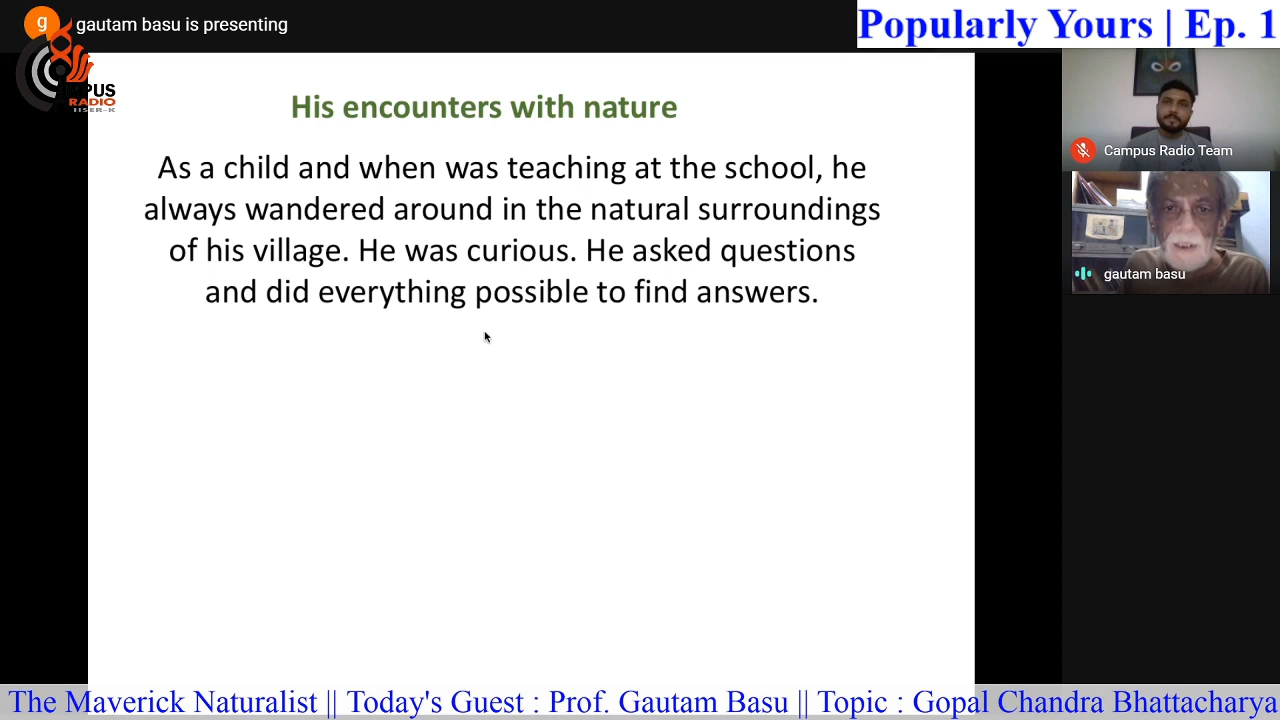 g
gautam basu is presenting
Popularly Yours | Ep. 1
RADIO
IISER-K
His encounters with nature
As a child and when was teaching at the school, he
always wandered around in the natural surroundings
of his village. He was curious. He asked questions
and did everything possible to find answers.
Campus Radio Team
gautam basu
The Maverick Naturalist || Today's Guest : Prof. Gautam Basu || Topic : Gopal Chandra Bhattacharya